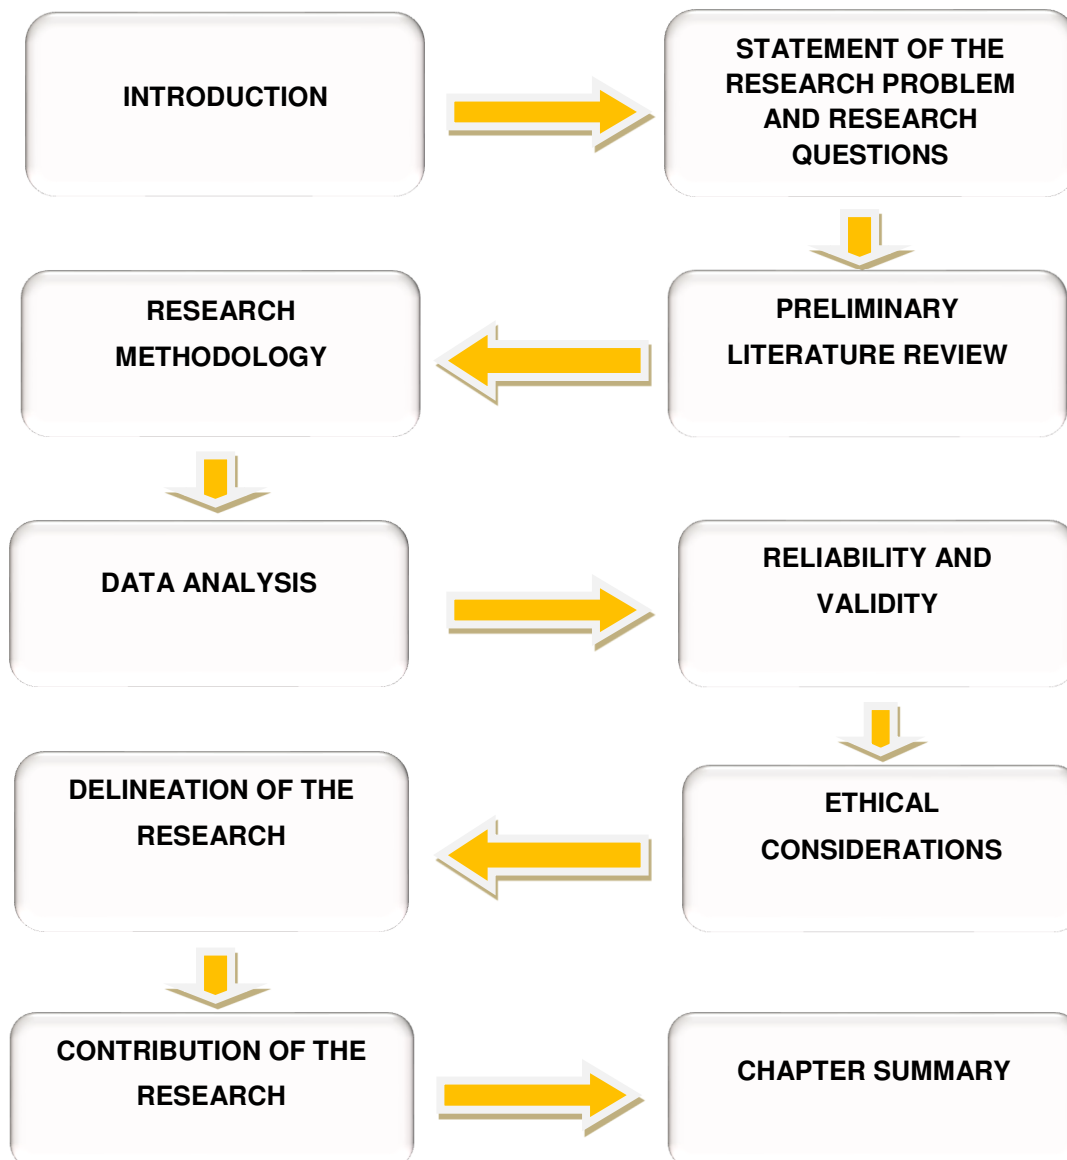 INTRODUCTION
STATEMENT OF THE
RESEARCH PROBLEM
AND RESEARCH
QUESTIONS
PRELIMINARY
LITERATURE REVIEW
RESEARCH
METHODOLOGY
DATA ANALYSIS
RELIABILITY AND
VALIDITY
ETHICAL
CONSIDERATIONS
DELINEATION OF THE
RESEARCH
CONTRIBUTION OF THE
RESEARCH
CHAPTER SUMMARY